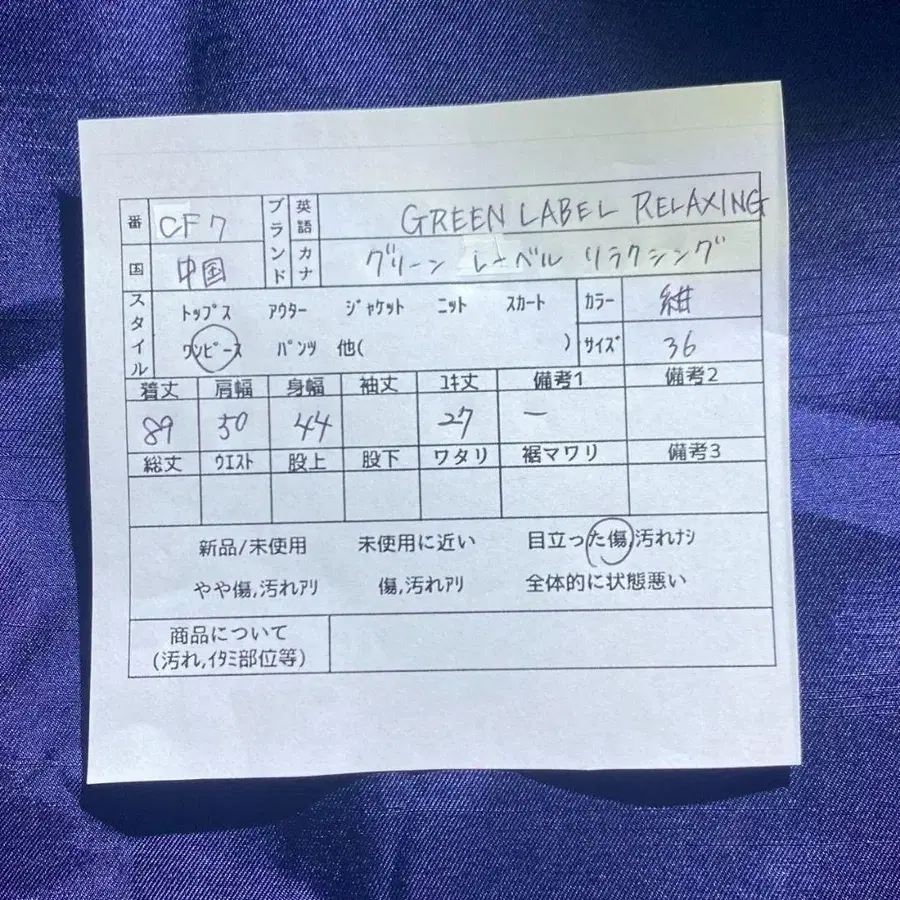 番 CF7 ブランド 英語 GREEN LABEL RELAXING
国 中国 カナ グリーン レーベル リラクシング
スタイル トップス アウター ジャケット ニット スカート カラー 紺
ワンピース パンツ 他( ) サイズ 36
着丈 肩幅 身幅 袖丈 ユキ丈 備考1 備考2
89 50 44 27 ー
総丈 ウエスト 股上 股下 ワタリ 裾マワリ 備考3
新品/未使用 未使用に近い 目立った傷,汚れナシ
やや傷,汚れアリ 傷,汚れアリ 全体的に状態悪い
商品について
(汚れ,イタミ部位等)